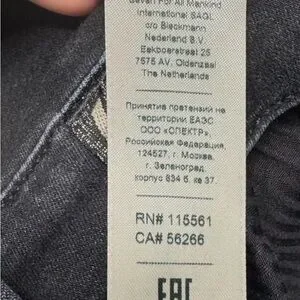 Seven For All Mankind
International SAGL
c/o Bleckmann
Nederland B.V.
Eekboerstraat 25
7575 AV, Oldenzaal
The Netherlands
Принятие претензий на
территории ЕАЭС
ООО «СПЕКТР»,
Российская Федерация,
124527, г. Москва,
г. Зеленоград,
корпус 834 б, кв 37.
RN# 115561
CA# 56266
EAC